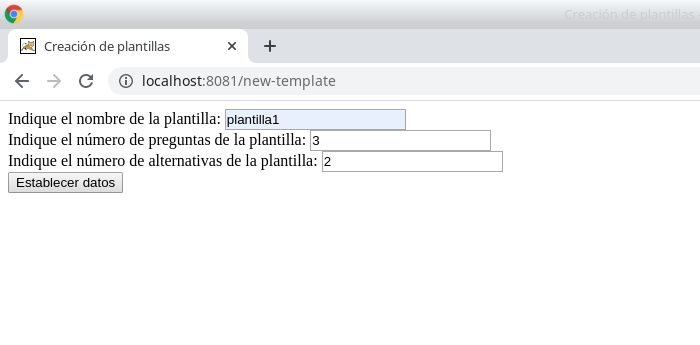 Creación de plantillas
Creación de plantillas
localhost:8081/new-template
Indique el nombre de la plantilla: plantilla1
Indique el número de preguntas de la plantilla: 3
Indique el número de alternativas de la plantilla: 2
Establecer datos